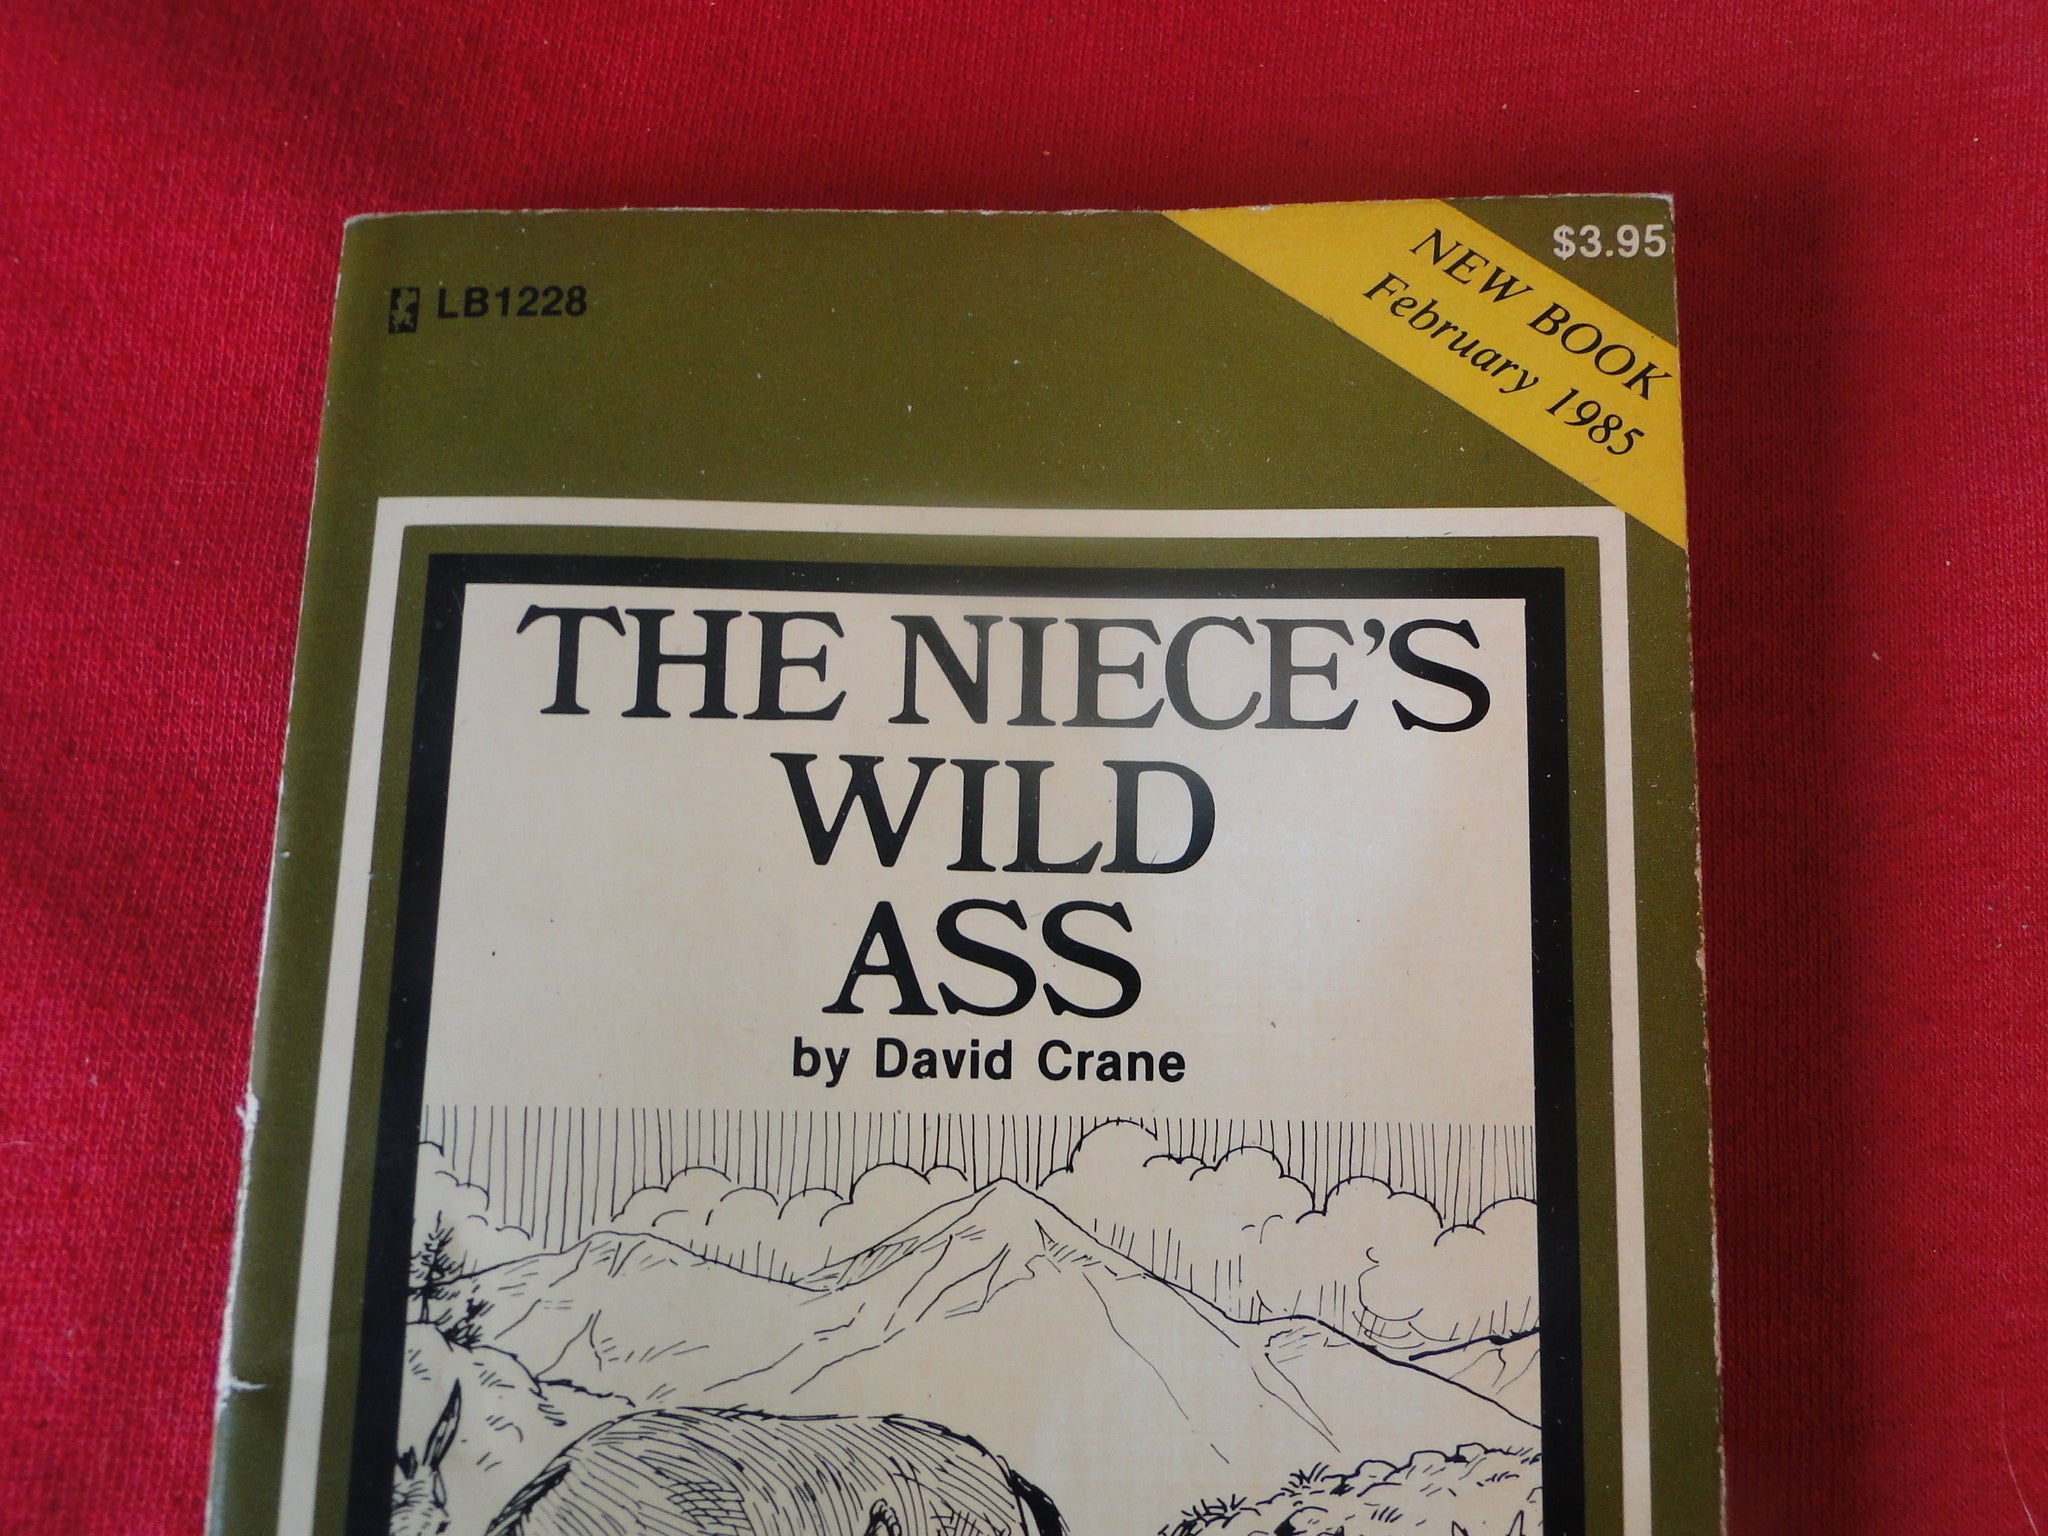 $3.95
NEW BOOK
February 1985
LB1228
THE NIECE'S
WILD
ASS
by David Crane